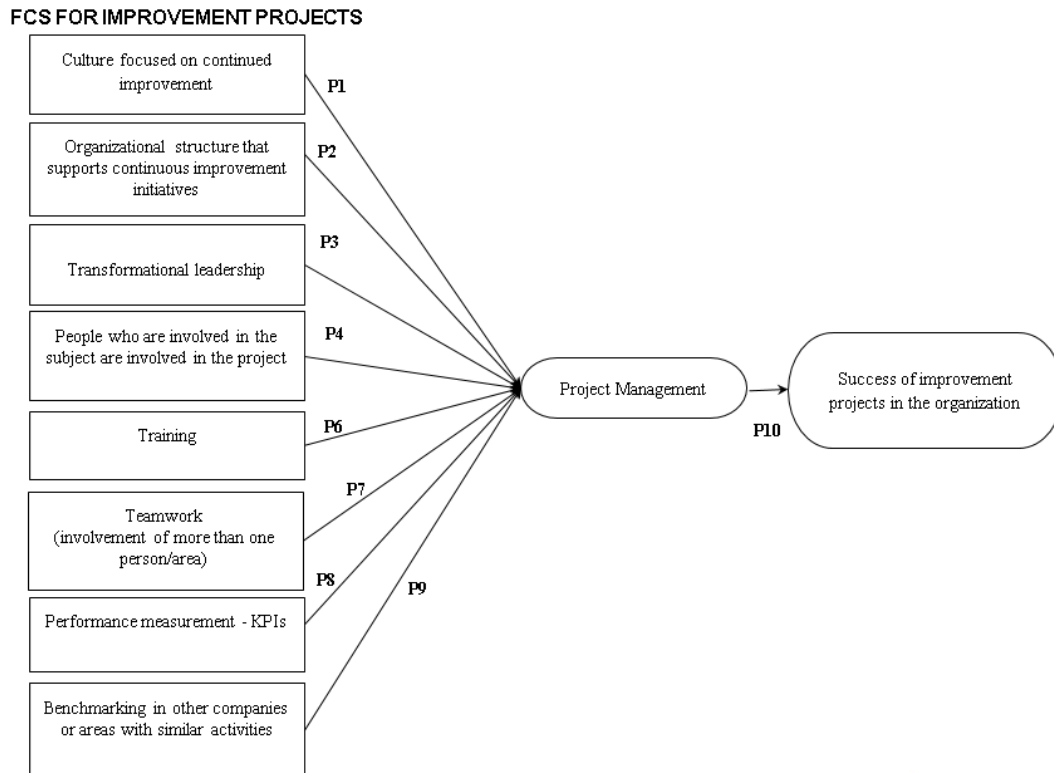 FCS FOR IMPROVEMENT PROJECTS
Culture focused on continued
improvement
P1
Organizational structure that
supports continuous improvement
initiatives
P2
Transformational leadership
P3
People who are involved in the
subject are involved in the project
P4
Training
P6
Teamwork
(involvement of more than one
person/area)
P7
Performance measurement - KPIs
P8
Benchmarking in other companies
or areas with similar activities
P9
Project Management
P10
Success of improvement
projects in the organization